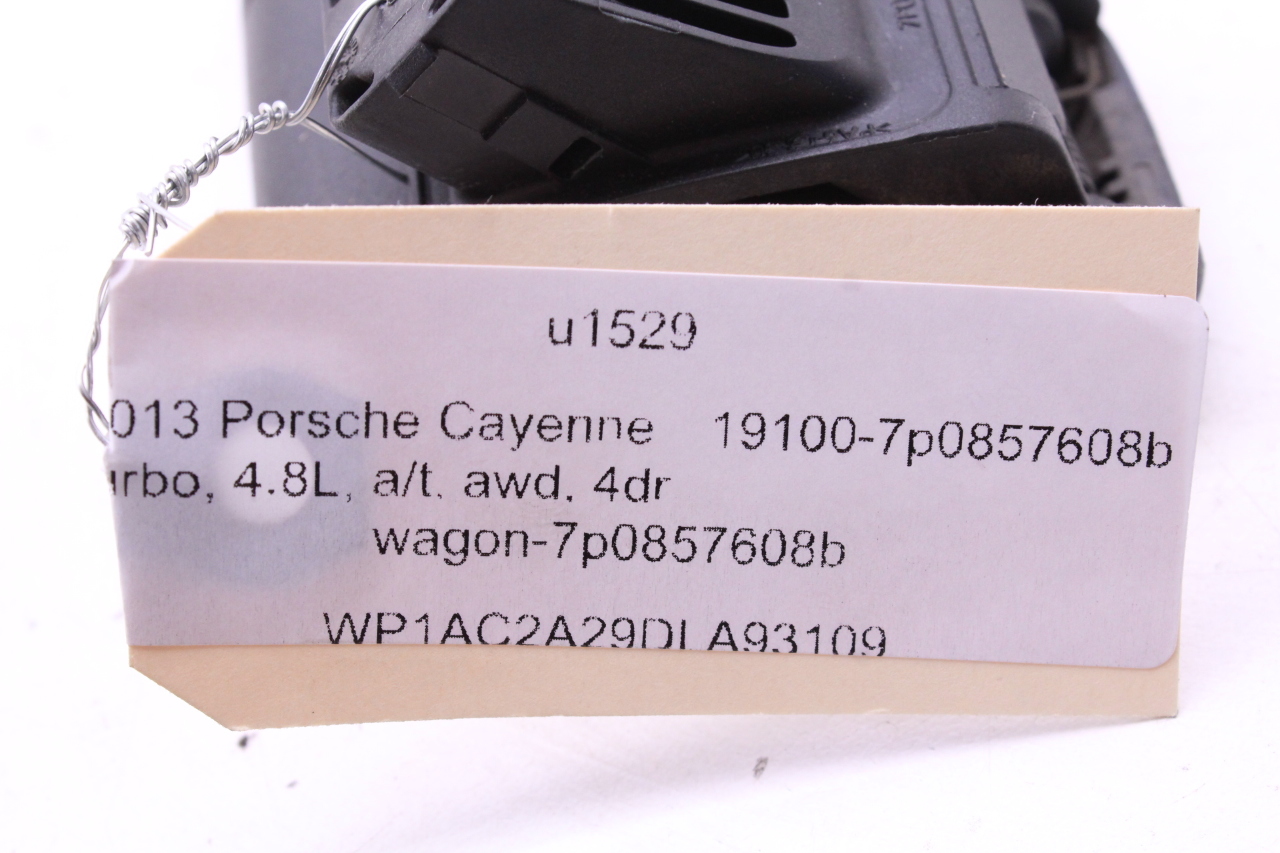 u1529
013 Porsche Cayenne 19100-7p0857608b
urbo, 4.8L, a/t, awd, 4dr
wagon-7p0857608b
WP1AC2A29DLA93109